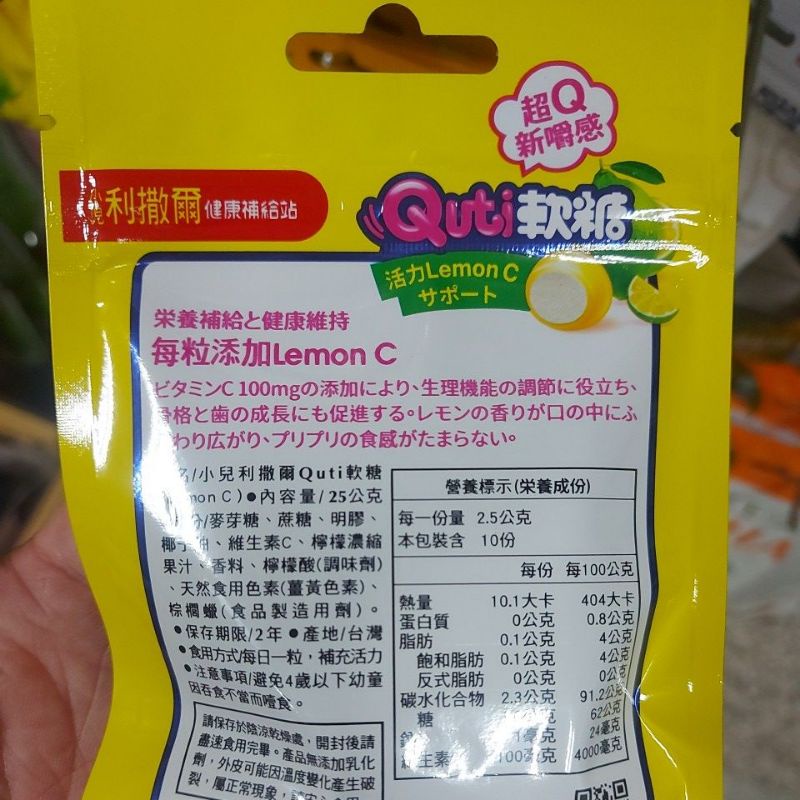 超Q
新嚼感
利撒爾 健康補給站
Quti軟糖
活力Lemon C
サポート
栄養補給と健康維持
每粒添加Lemon C
ビタミンC 100mgの添加により、生理機能の調節に役立ち、
骨格と歯の成長にも促進する。レモンの香りが口の中にふ
わり広がり、プリプリの食感がたまらない。
/小兒利撒爾Quti軟糖
mon C)●內容量/25公克
/麥芽糖、蔗糖、明膠、
椰子油、維生素C、檸檬濃縮
果汁、香料、檸檬酸(調味劑)
、天然食用色素(薑黃色素)、
棕櫚蠟(食品製造用劑)。
●保存期限/2年●產地/台灣
●食用方式/每日一粒,補充活力
●注意事項/避免4歲以下幼童
因吞食不當而噎食。
請保存於陰涼乾燥處,開封後請
盡速食用完畢。產品無添加乳化
劑,外皮可能因溫度變化產生破
裂,屬正常現象,
營養標示(栄養成份)
每一份量 2.5公克
本包裝含 10份
每份 每100公克
熱量 10.1大卡 404大卡
蛋白質 0公克 0.8公克
脂肪 0.1公克 4公克
飽和脂肪 0.1公克 4公克
反式脂肪 0公克 0公克
碳水化合物 2.3公克 91.2公克
糖 公克 62公克
毫克 24毫克
維生素 100毫克 4000毫克